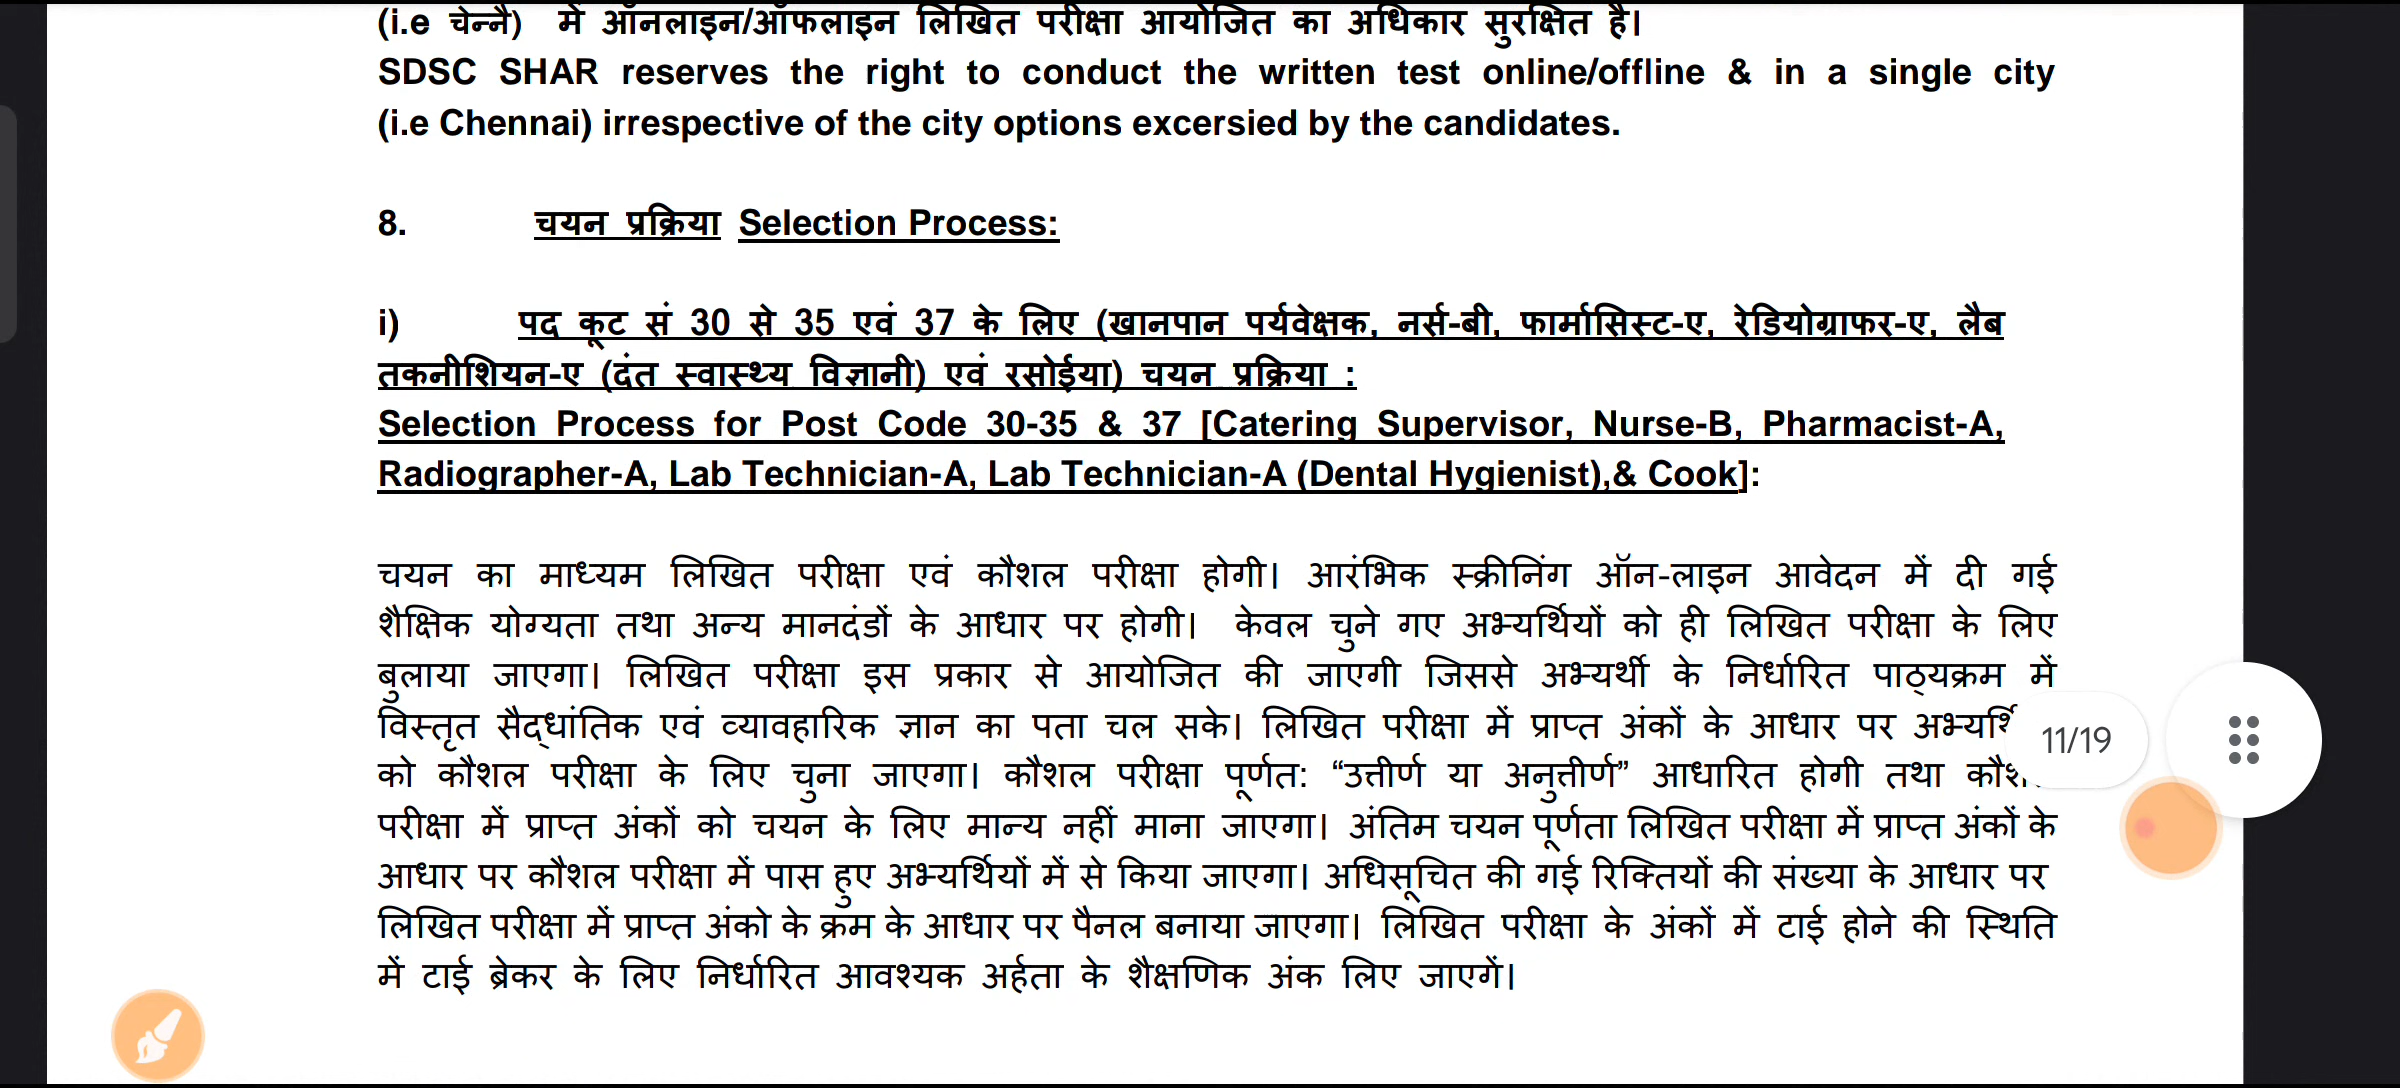 (i.e चेन्नै) में ऑनलाइन/ऑफलाइन लिखित परीक्षा आयोजित का अधिकार सुरक्षित है।
SDSC SHAR reserves the right to conduct the written test online/offline & in a single city
(i.e Chennai) irrespective of the city options excersied by the candidates.
8. चयन प्रक्रिया Selection Process:
i) पद कूट सं 30 से 35 एवं 37 के लिए (खानपान पर्यवेक्षक, नर्स-बी, फार्मासिस्ट-ए, रेडियोग्राफर-ए, लैब
तकनीशियन-ए (दंत स्वास्थ्य विज्ञानी) एवं रसोईया) चयन प्रक्रिया :
Selection Process for Post Code 30-35 & 37 [Catering Supervisor, Nurse-B, Pharmacist-A,
Radiographer-A, Lab Technician-A, Lab Technician-A (Dental Hygienist),& Cook]:
चयन का माध्यम लिखित परीक्षा एवं कौशल परीक्षा होगी। आरंभिक स्क्रीनिंग ऑन-लाइन आवेदन में दी गई
शैक्षिक योग्यता तथा अन्य मानदंडों के आधार पर होगी। केवल चुने गए अभ्यर्थियों को ही लिखित परीक्षा के लिए
बुलाया जाएगा। लिखित परीक्षा इस प्रकार से आयोजित की जाएगी जिससे अभ्यर्थी के निर्धारित पाठ्यक्रम में
विस्तृत सैद्धांतिक एवं व्यावहारिक ज्ञान का पता चल सके। लिखित परीक्षा में प्राप्त अंकों के आधार पर
को कौशल परीक्षा के लिए चुना जाएगा। कौशल परीक्षा पूर्णत: “उत्तीर्ण या अनुत्तीर्ण” आधारित होगी तथा
परीक्षा में प्राप्त अंकों को चयन के लिए मान्य नहीं माना जाएगा। अंतिम चयन पूर्णता लिखित परीक्षा में प्राप्त अंकों के
आधार पर कौशल परीक्षा में पास हुए अभ्यर्थियों में से किया जाएगा। अधिसूचित की गई रिक्तियों की संख्या के आधार पर
लिखित परीक्षा में प्राप्त अंको के क्रम के आधार पर पैनल बनाया जाएगा। लिखित परीक्षा के अंकों में टाई होने की स्थिति
में टाई ब्रेकर के लिए निर्धारित आवश्यक अर्हता के शैक्षणिक अंक लिए जाएगें।
11/19